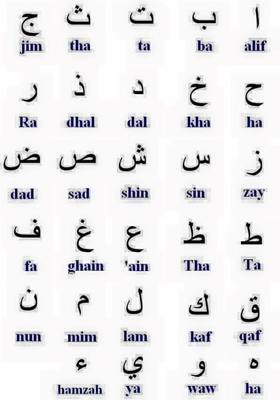 ا ب ت ث ج
jim tha ta ba alif
ح خ د ذ ر
Ra dhal dal kha ha
ز س ش ص ض
dad sad shin sin zay
ط ظ ع غ ف
fa ghain 'ain Tha Ta
ق ك ل م ن
nun mim lam kaf qaf
ه و ي ء
hamzah ya waw ha